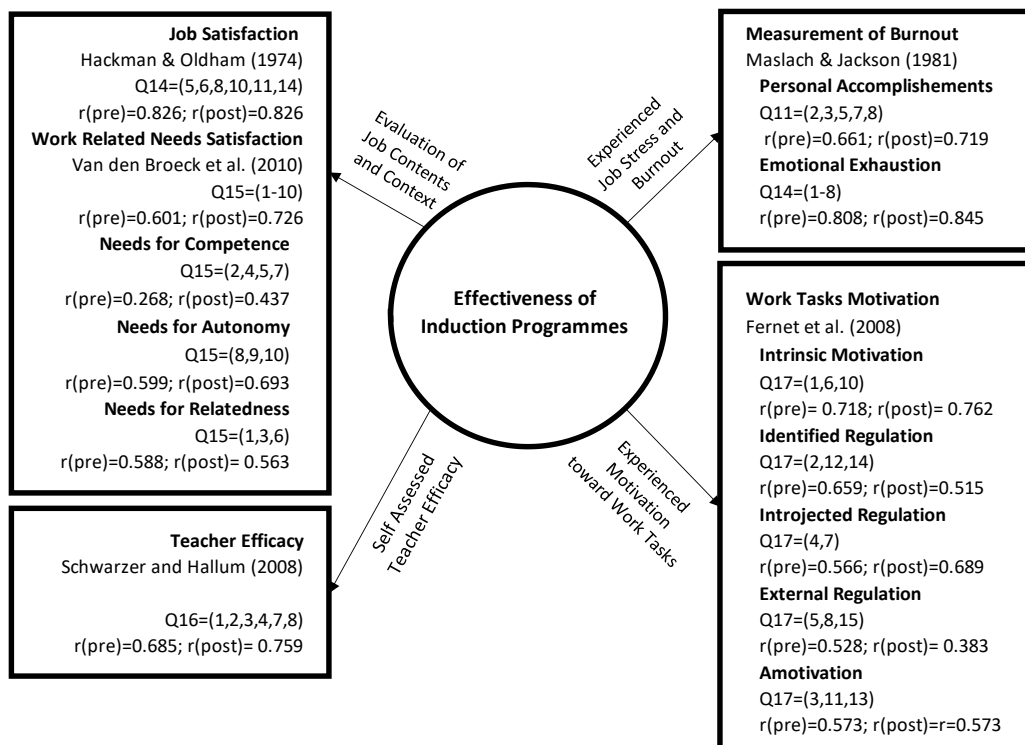 Job Satisfaction
Hackman & Oldham (1974)
Q14=(5,6,8,10,11,14)
r(pre)=0.826; r(post)=0.826
Work Related Needs Satisfaction
Van den Broeck et al. (2010)
Q15=(1-10)
r(pre)=0.601; r(post)=0.726
Needs for Competence
Q15=(2,4,5,7)
r(pre)=0.268; r(post)=0.437
Needs for Autonomy
Q15=(8,9,10)
r(pre)=0.599; r(post)=0.693
Needs for Relatedness
Q15=(1,3,6)
r(pre)=0.588; r(post)= 0.563
Teacher Efficacy
Schwarzer and Hallum (2008)
Q16=(1,2,3,4,7,8)
r(pre)=0.685; r(post)= 0.759
Evaluation of
Job Contents
and Context
Self Assessed
Teacher Efficacy
Effectiveness of
Induction Programmes
Experienced
Job Stress and
Burnout
Experienced
Motivation
toward Work Tasks
Measurement of Burnout
Maslach & Jackson (1981)
Personal Accomplishements
Q11=(2,3,5,7,8)
r(pre)=0.661; r(post)=0.719
Emotional Exhaustion
Q14=(1-8)
r(pre)=0.808; r(post)=0.845
Work Tasks Motivation
Fernet et al. (2008)
Intrinsic Motivation
Q17=(1,6,10)
r(pre)= 0.718; r(post)= 0.762
Identified Regulation
Q17=(2,12,14)
r(pre)=0.659; r(post)=0.515
Introjected Regulation
Q17=(4,7)
r(pre)=0.566; r(post)=0.689
External Regulation
Q17=(5,8,15)
r(pre)=0.528; r(post)= 0.383
Amotivation
Q17=(3,11,13)
r(pre)=0.573; r(post)=r=0.573